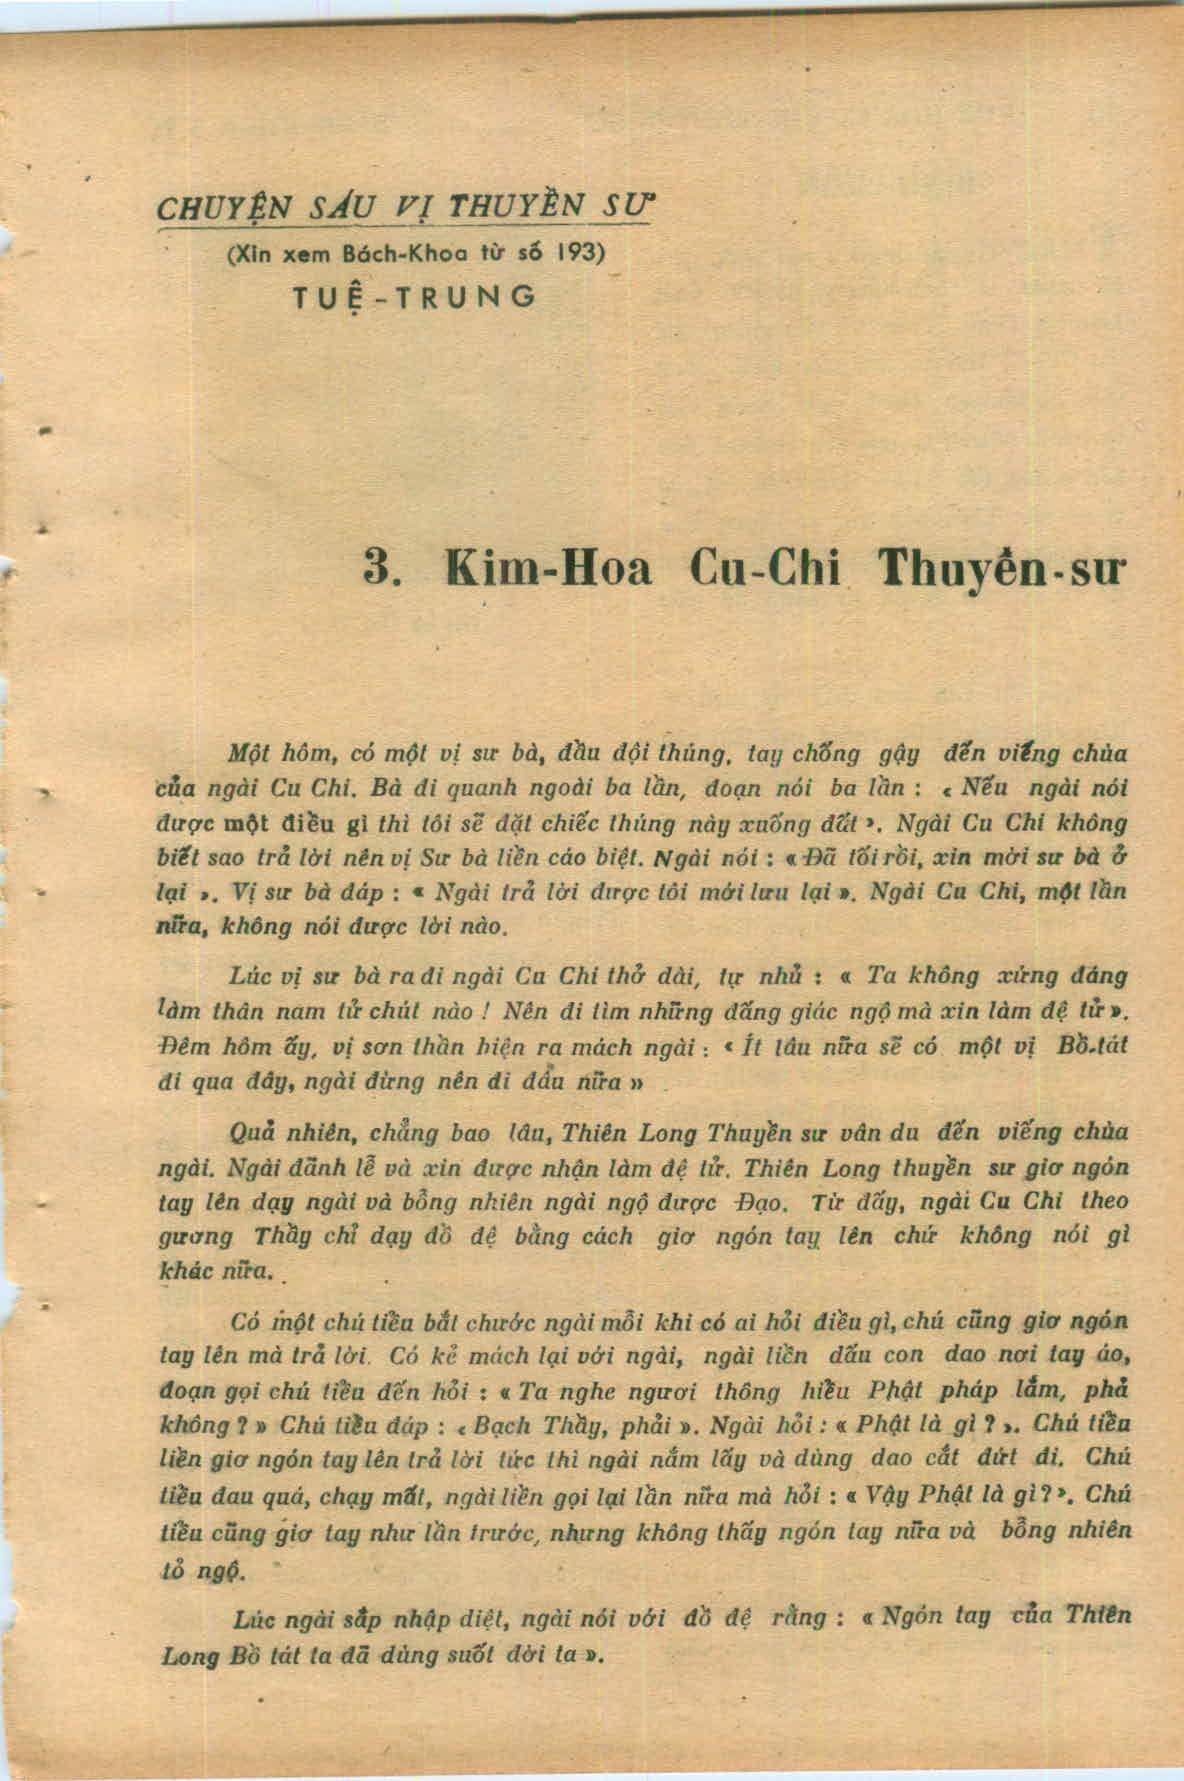 CHUYỆN SÁU VỊ THUYỀN SƯ
(Xin xem Bách-Khoa từ số 193)
TUỆ-TRUNG
3. Kim-Hoa Cu-Chi Thuyền-sư
Một hôm, có một vị sư bà, đầu đội thúng, tay chống gậy đến viếng chùa
của ngài Cu Chi. Bà đi quanh ngoài ba lần, đoạn nói ba lần : « Nếu ngài nói
được một điều gì thì tôi sẽ đặt chiếc thúng này xuống đất ». Ngài Cu Chi không
biết sao trả lời nên vị Sư bà liền cáo biệt. Ngài nói : « Đã tối rồi, xin mời sư bà ở
lại ». Vị sư bà đáp : « Ngài trả lời được tôi mới lưu lại ». Ngài Cu Chi, một lần
nữa, không nói được lời nào.
Lúc vị sư bà ra đi ngài Cu Chi thở dài, tự nhủ : « Ta không xứng đáng
làm thân nam tử chút nào ! Nên đi tìm những đấng giác ngộ mà xin làm đệ tử ».
Đêm hôm ấy, vị sơn thần hiện ra mách ngài : « Ít lâu nữa sẽ có một vị Bồ-tát
đi qua đây, ngài đừng nên đi đâu nữa »
Quả nhiên, chẳng bao lâu, Thiên Long Thuyền sư vân du đến viếng chùa
ngài. Ngài đảnh lễ và xin được nhận làm đệ tử. Thiên Long thuyền sư giơ ngón
tay lên dạy ngài và bỗng nhiên ngài ngộ được Đạo. Từ đấy, ngài Cu Chi theo
gương Thầy chỉ dạy đồ đệ bằng cách giơ ngón tay lên chứ không nói gì
khác nữa.
Có một chú tiểu bắt chước ngài mỗi khi có ai hỏi điều gì, chú cũng giơ ngón
tay lên mà trả lời. Có kẻ mách lại với ngài, ngài liền dấu con dao nơi tay áo,
đoạn gọi chú tiểu đến hỏi : « Ta nghe ngươi thông hiểu Phật pháp lắm, phả
không ? » Chú tiểu đáp : « Bạch Thầy, phải ». Ngài hỏi : « Phật là gì ? ». Chú tiểu
liền giơ ngón tay lên trả lời tức thì ngài nắm lấy và dùng dao cắt đứt đi. Chú
tiểu đau quá, chạy mất, ngài liền gọi lại lần nữa mà hỏi : « Vậy Phật là gì ? ». Chú
tiểu cũng giơ tay như lần trước, nhưng không thấy ngón tay nữa và bỗng nhiên
tỏ ngộ.
Lúc ngài sắp nhập diệt, ngài nói với đồ đệ rằng : « Ngón tay của Thiên
Long Bồ tát ta đã dùng suốt đời ta ».